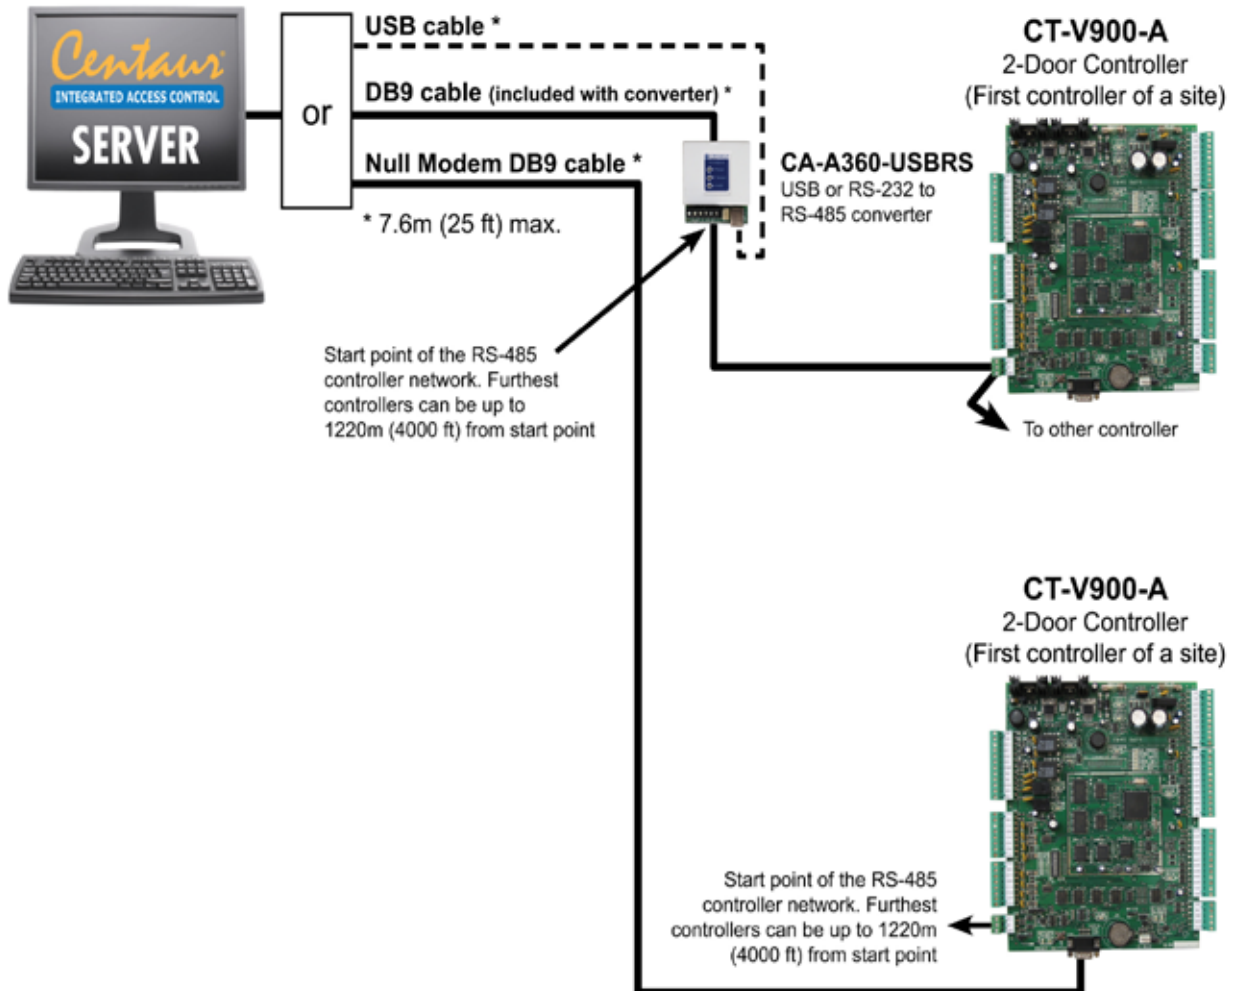 Centaur
INTEGRATED ACCESS CONTROL
SERVER
or
USB cable *
DB9 cable (included with converter) *
Null Modem DB9 cable *
* 7.6m (25 ft) max.
CA-A360-USBRS
USB or RS-232 to
RS-485 converter
CT-V900-A
2-Door Controller
(First controller of a site)
Start point of the RS-485
controller network. Furthest
controllers can be up to
1220m (4000 ft) from start point
To other controller
CT-V900-A
2-Door Controller
(First controller of a site)
Start point of the RS-485
controller network. Furthest
controllers can be up to 1220m
(4000 ft) from start point